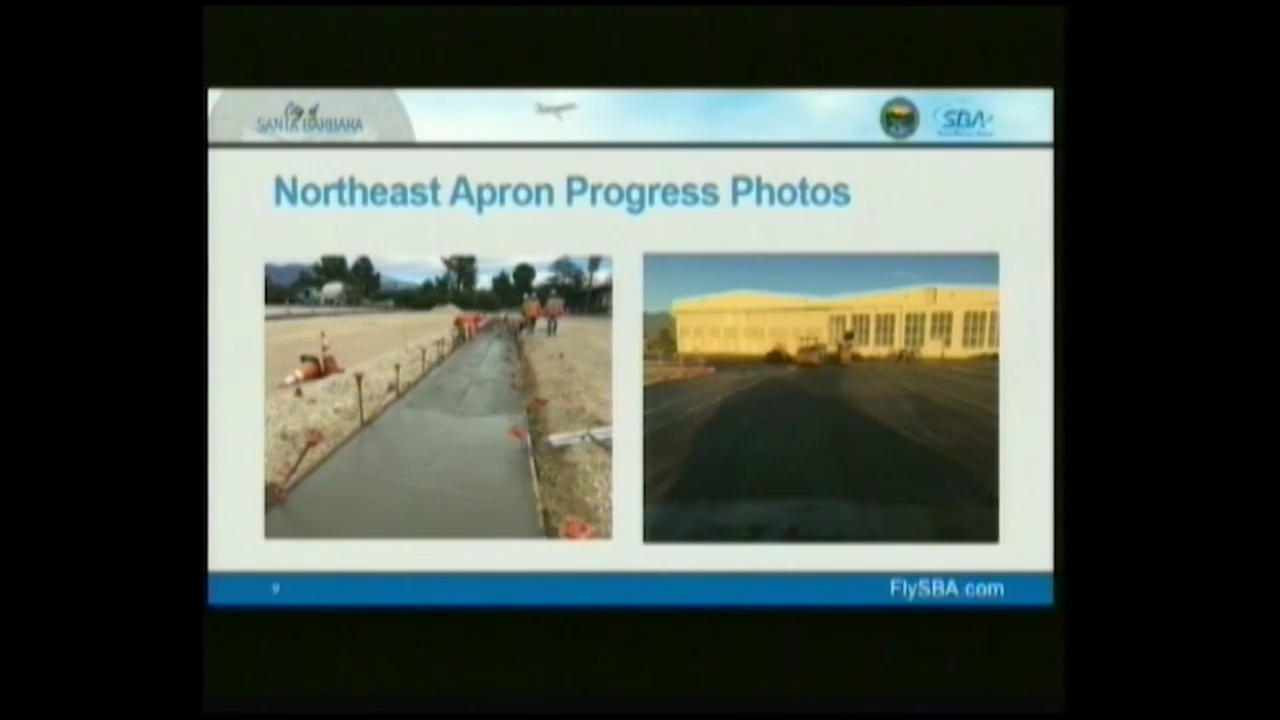 City of
SANTA BARBARA
SBA
Northeast Apron Progress Photos
9
FlySBA.com